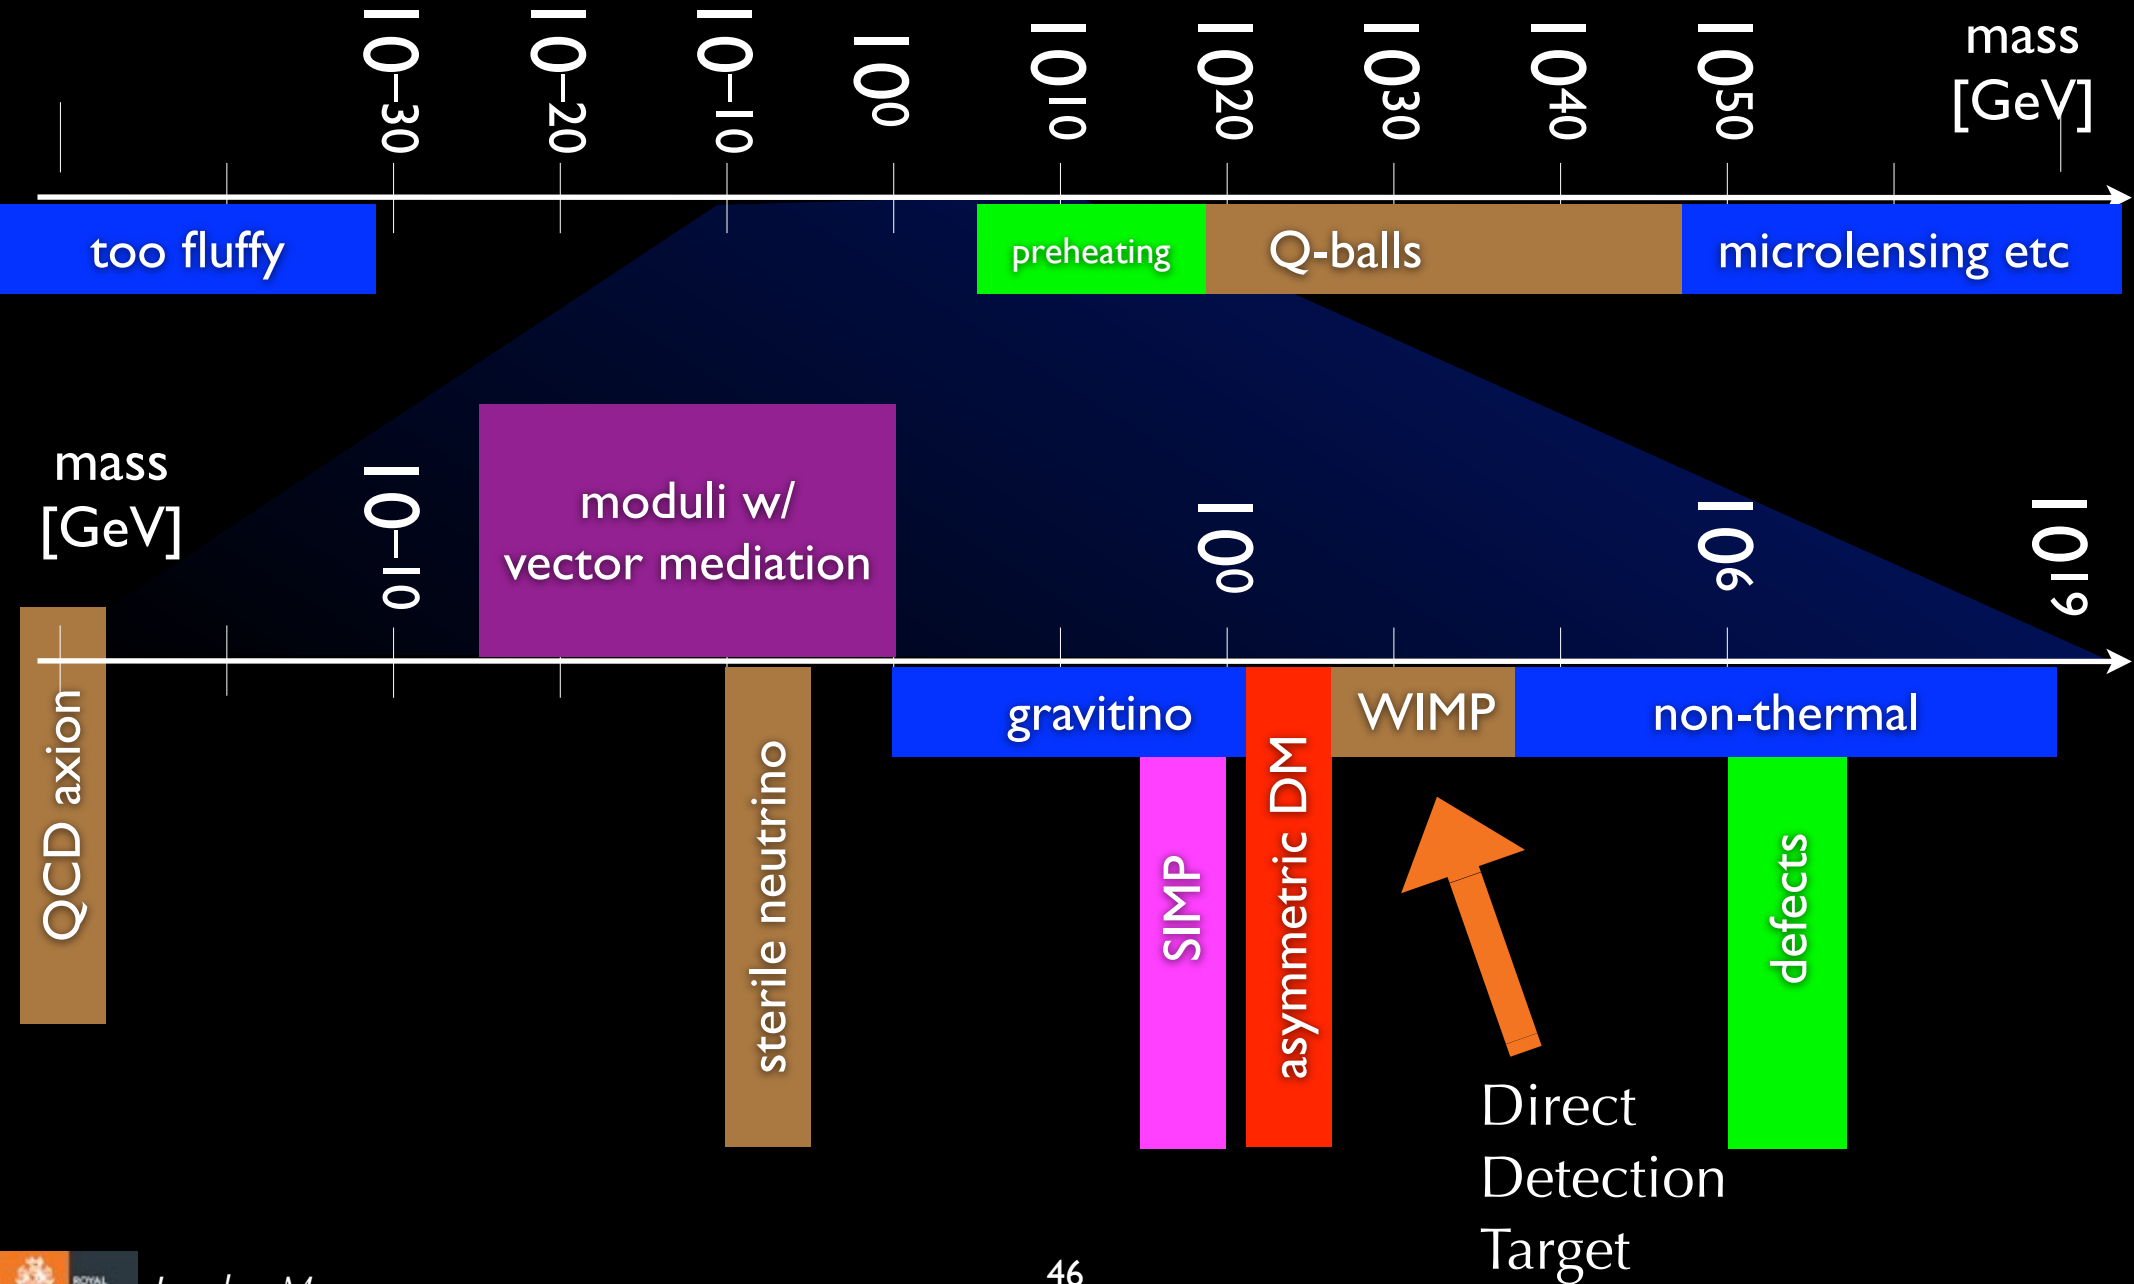 10⁻³⁰
10⁻²⁰
10⁻¹⁰
10⁰
10¹⁰
10²⁰
10³⁰
10⁴⁰
10⁵⁰
mass
[GeV]
too fluffy
preheating
Q-balls
microlensing etc
mass
[GeV]
10⁻¹⁰
moduli w/
vector mediation
10⁰
10⁶
10¹⁹
QCD axion
sterile neutrino
gravitino
SIMP
asymmetric DM
WIMP
non-thermal
defects
Direct
Detection
Target
ROYAL
46